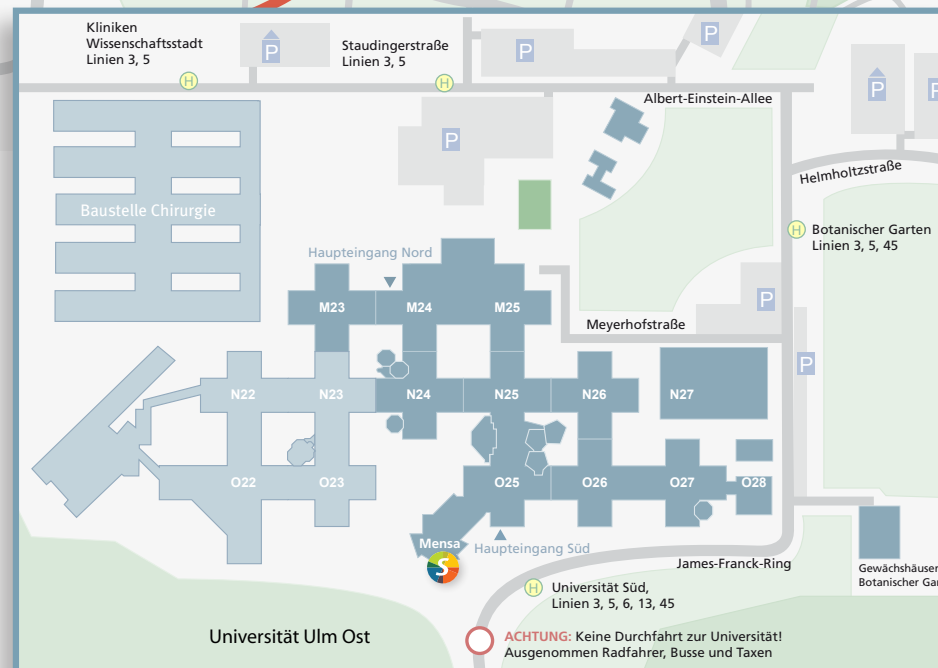 Kliniken
Wissenschaftsstadt
Linien 3, 5
P
Staudingerstraße
Linien 3, 5
P
P
H
H
P
P
Albert-Einstein-Allee
P
Baustelle Chirurgie
Helmholtzstraße
H
Botanischer Garten
Linien 3, 5, 45
Haupteingang Nord
M23
M24
M25
P
Meyerhofstraße
P
N22
N23
N24
N25
N26
N27
O22
O23
O25
O26
O27
O28
Mensa
Haupteingang Süd
S
James-Franck-Ring
Gewächshäuser
Botanischer Gar
H
Universität Süd,
Linien 3, 5, 6, 13, 45
Universität Ulm Ost
ACHTUNG: Keine Durchfahrt zur Universität!
Ausgenommen Radfahrer, Busse und Taxen